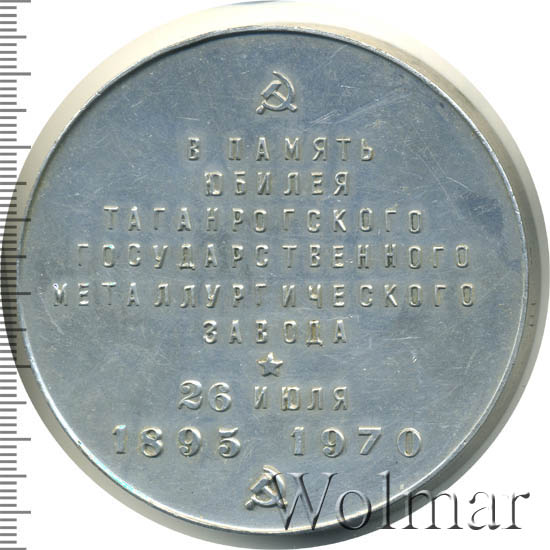 В ПАМЯТЬ
ЮБИЛЕЯ
ТАГАНРОГСКОГО
ГОСУДАРСТВЕННОГО
МЕТАЛЛУРГИЧЕСКОГО
ЗАВОДА
26 ИЮЛЯ
1895 1970
Wolmar